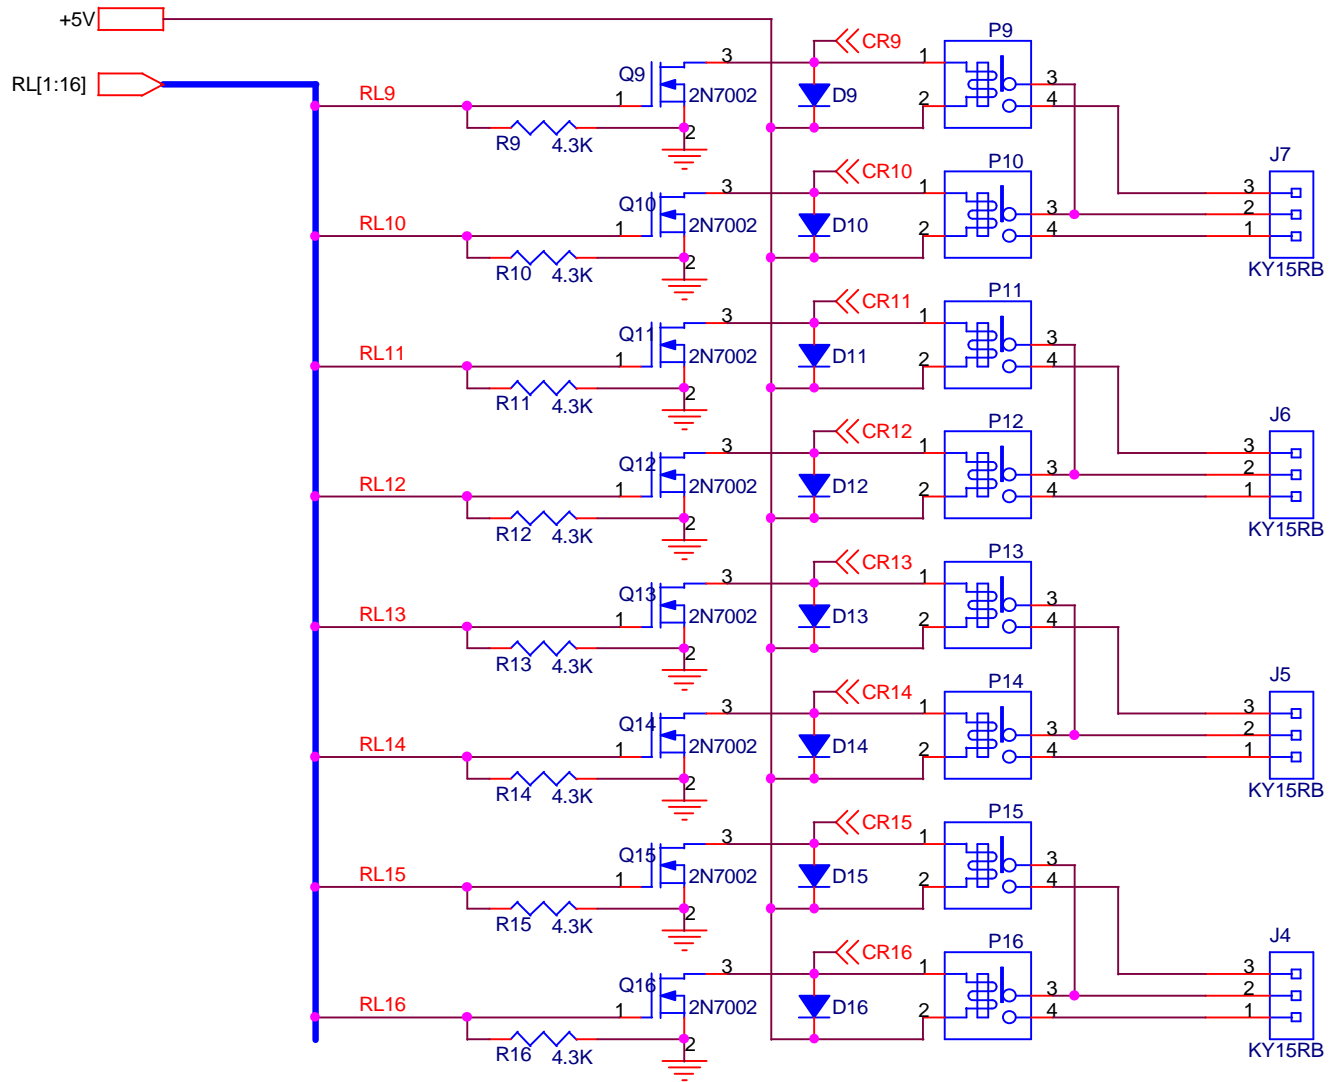 +5V
RL[1:16]
RL9
R9 4.3K
Q9
1
3
2N7002
2
CR9
D9
P9
1
2
3
4
RL10
R10 4.3K
Q10
1
3
2N7002
2
CR10
D10
P10
1
2
3
4
J7
3
2
1
KY15RB
RL11
R11 4.3K
Q11
1
3
2N7002
2
CR11
D11
P11
1
2
3
4
RL12
R12 4.3K
Q12
1
3
2N7002
2
CR12
D12
P12
1
2
3
4
J6
3
2
1
KY15RB
RL13
R13 4.3K
Q13
1
3
2N7002
2
CR13
D13
P13
1
2
3
4
RL14
R14 4.3K
Q14
1
3
2N7002
2
CR14
D14
P14
1
2
3
4
J5
3
2
1
KY15RB
RL15
R15 4.3K
Q15
1
3
2N7002
2
CR15
D15
P15
1
2
3
4
RL16
R16 4.3K
Q16
1
3
2N7002
2
CR16
D16
P16
1
2
3
4
J4
3
2
1
KY15RB